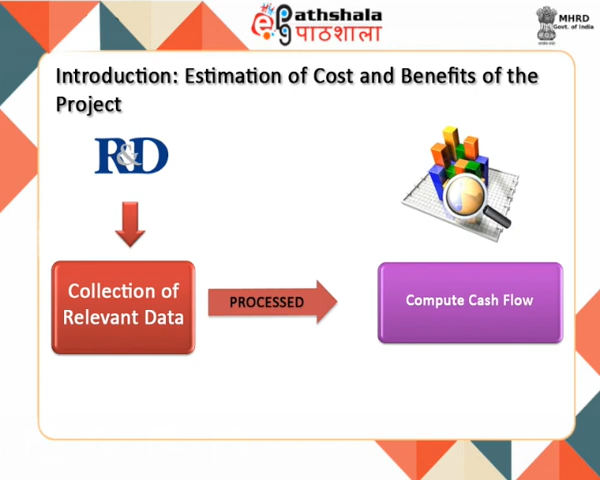 Pathshala
पाठशाला
MHRD
Govt. of India
Introduction: Estimation of Cost and Benefits of the
Project
R&D
Collection of
Relevant Data
PROCESSED
Compute Cash Flow